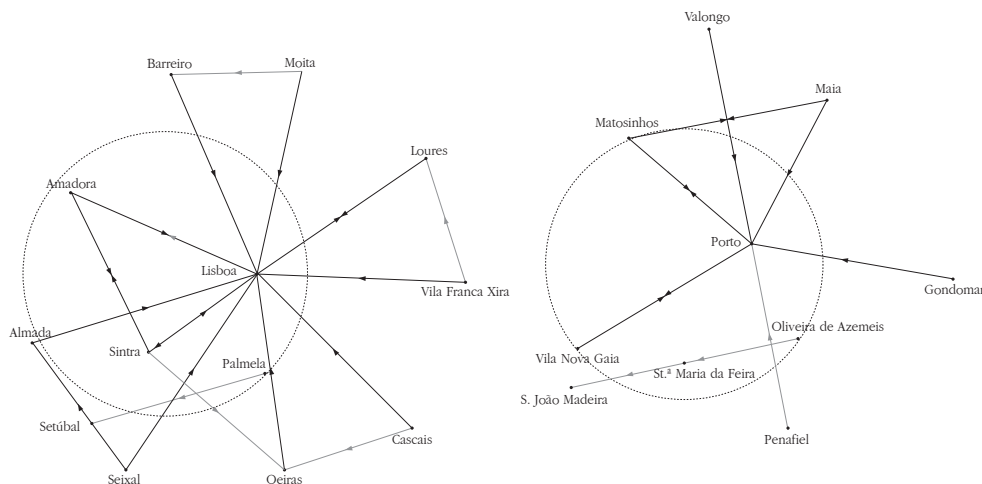 Valongo
Barreiro
Moita
Maia
Matosinhos
Loures
Amadora
Lisboa
Porto
Vila Franca Xira
Gondomar
Almada
Sintra
Palmela
Oliveira de Azemeis
Vila Nova Gaia
St.ª Maria da Feira
S. João Madeira
Setúbal
Cascais
Penafiel
Seixal
Oeiras